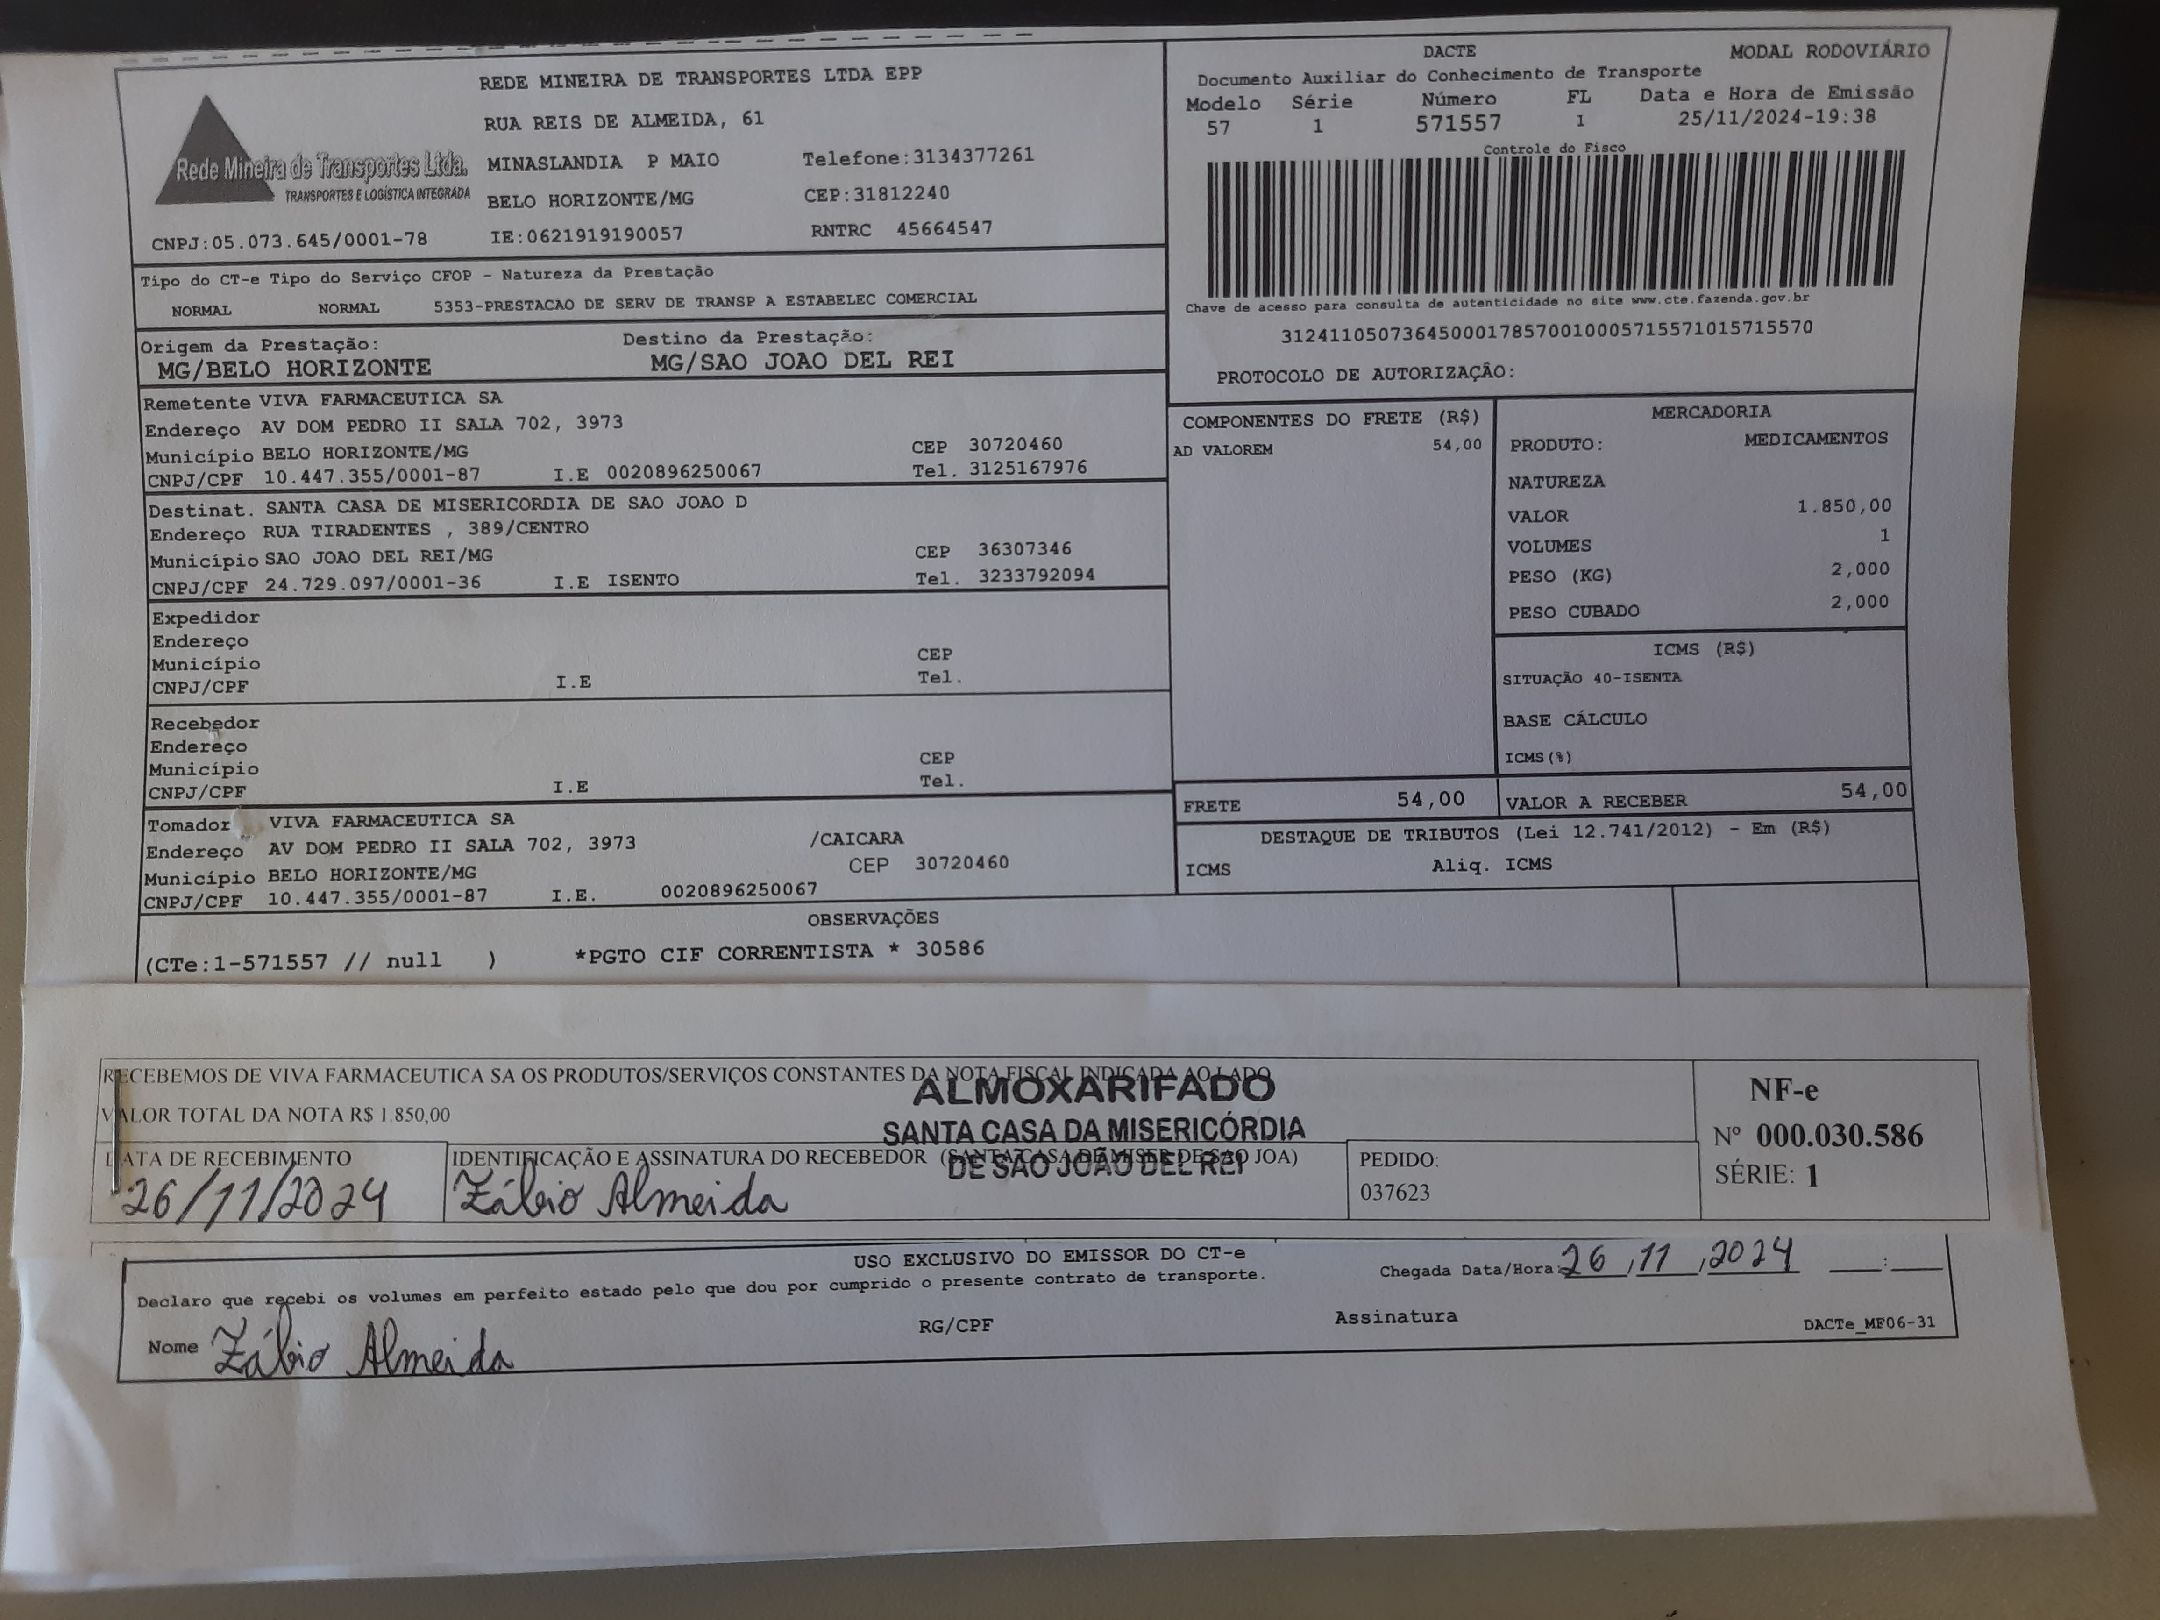 REDE MINEIRA DE TRANSPORTES LTDA EPP
RUA REIS DE ALMEIDA, 61
Rede Mineira de Transportes Ltda.
TRANSPORTES E LOGÍSTICA INTEGRADA
MINASLANDIA P MAIO Telefone:3134377261
BELO HORIZONTE/MG CEP:31812240
CNPJ:05.073.645/0001-78 IE:0621919190057 RNTRC 45664547
DACTE MODAL RODOVIÁRIO
Documento Auxiliar do Conhecimento de Transporte
Modelo Série Número FL Data e Hora de Emissão
57 1 571557 1 25/11/2024-19:38
Controle do Fisco
Chave de acesso para consulta de autenticidade no site www.cte.fazenda.gov.br
31241105073645000178570010005715571015715570
PROTOCOLO DE AUTORIZAÇÃO:
Tipo do CT-e Tipo do Serviço CFOP - Natureza da Prestação
NORMAL NORMAL 5353-PRESTACAO DE SERV DE TRANSP A ESTABELEC COMERCIAL
Origem da Prestação: Destino da Prestação:
MG/BELO HORIZONTE MG/SAO JOAO DEL REI
Remetente VIVA FARMACEUTICA SA
Endereço AV DOM PEDRO II SALA 702, 3973
Município BELO HORIZONTE/MG CEP 30720460
CNPJ/CPF 10.447.355/0001-87 I.E 0020896250067 Tel. 3125167976
Destinat. SANTA CASA DE MISERICORDIA DE SAO JOAO D
Endereço RUA TIRADENTES , 389/CENTRO
Município SAO JOAO DEL REI/MG CEP 36307346
CNPJ/CPF 24.729.097/0001-36 I.E ISENTO Tel. 3233792094
Expedidor
Endereço
Município CEP
CNPJ/CPF I.E Tel.
Recebedor
Endereço
Município CEP
CNPJ/CPF I.E Tel.
Tomador VIVA FARMACEUTICA SA
Endereço AV DOM PEDRO II SALA 702, 3973 /CAICARA
Município BELO HORIZONTE/MG CEP 30720460
CNPJ/CPF 10.447.355/0001-87 I.E. 0020896250067
COMPONENTES DO FRETE (R$)
AD VALOREM 54,00
MERCADORIA
PRODUTO: MEDICAMENTOS
NATUREZA
VALOR 1.850,00
VOLUMES 1
PESO (KG) 2,000
PESO CUBADO 2,000
ICMS (R$)
SITUAÇÃO 40-ISENTA
BASE CÁLCULO
ICMS(%)
FRETE 54,00 VALOR A RECEBER 54,00
DESTAQUE DE TRIBUTOS (Lei 12.741/2012) - Em (R$)
ICMS Aliq. ICMS
OBSERVAÇÕES
(CTe:1-571557 // null ) *PGTO CIF CORRENTISTA * 30586
RECEBEMOS DE VIVA FARMACEUTICA SA OS PRODUTOS/SERVIÇOS CONSTANTES DA NOTA FISCAL INDICADA AO LADO
VALOR TOTAL DA NOTA R$ 1.850,00
ALMOXARIFADO
SANTA CASA DA MISERICÓRDIA
DE SÃO JOÃO DEL REI
DATA DE RECEBIMENTO IDENTIFICAÇÃO E ASSINATURA DO RECEBEDOR (SANTA CASA DE MISER DE SAO JOA)
26/11/2024 Fábio Almeida
PEDIDO:
037623
NF-e
Nº 000.030.586
SÉRIE: 1
USO EXCLUSIVO DO EMISSOR DO CT-e
Declaro que recebi os volumes em perfeito estado pelo que dou por cumprido o presente contrato de transporte.
Chegada Data/Hora: 26/11/2024 :
Nome Fábio Almeida RG/CPF Assinatura DACTe_MF06-31